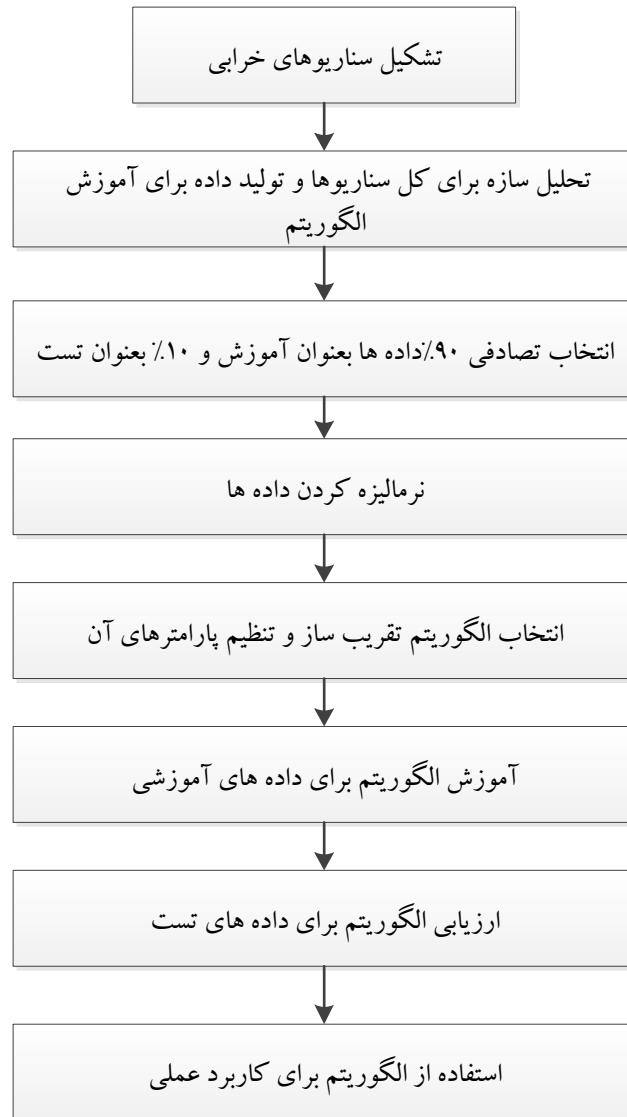 تشکیل سناریوهای خرابی
تحلیل سازه برای کل سناریوها و تولید داده برای آموزش
الگوریتم
انتخاب تصادفی ۹۰٪داده ها بعنوان آموزش و ۱۰٪ بعنوان تست
نرمالیزه کردن داده ها
انتخاب الگوریتم تقریب ساز و تنظیم پارامترهای آن
آموزش الگوریتم برای داده های آموزشی
ارزیابی الگوریتم برای داده های تست
استفاده از الگوریتم برای کاربرد عملی